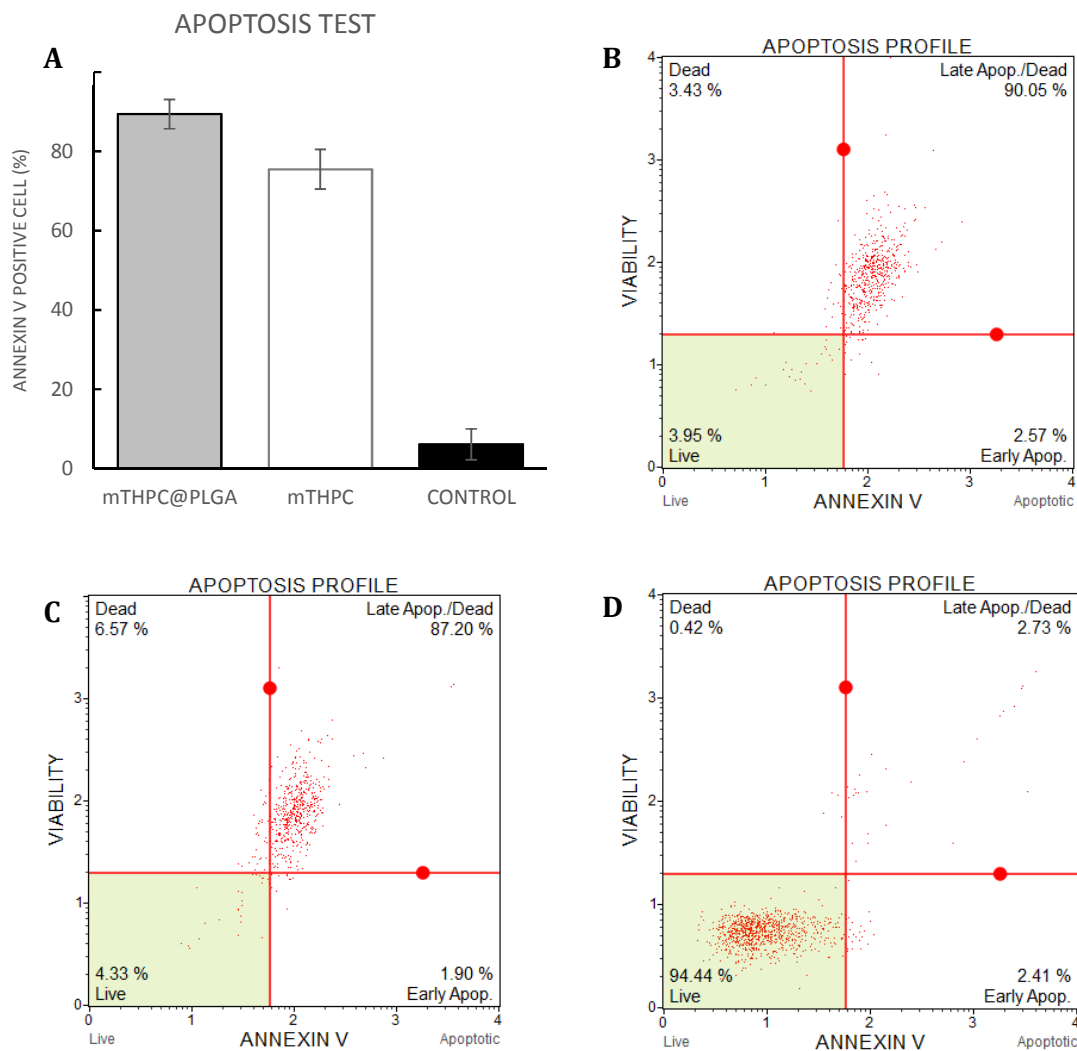 APOPTOSIS TEST
A
ANNEXIN V POSITIVE CELL (%)
80
60
40
20
0
mTHPC@PLGA mTHPC CONTROL
B
APOPTOSIS PROFILE
Dead Late Apop./Dead
3.43 % 90.05 %
VIABILITY
4
3
2
1
0
3.95 % 2.57 %
Live Early Apop.
0 1 2 3 4
Live ANNEXIN V Apoptotic
C
APOPTOSIS PROFILE
Dead Late Apop./Dead
6.57 % 87.20 %
VIABILITY
3
2
1
0
4.33 % 1.90 %
Live Early Apop.
0 1 2 3 4
Live ANNEXIN V Apoptotic
D
APOPTOSIS PROFILE
Dead Late Apop./Dead
0.42 % 2.73 %
VIABILITY
4
3
2
1
0
94.44 % 2.41 %
Live Early Apop.
0 1 2 3 4
Live ANNEXIN V Apoptotic